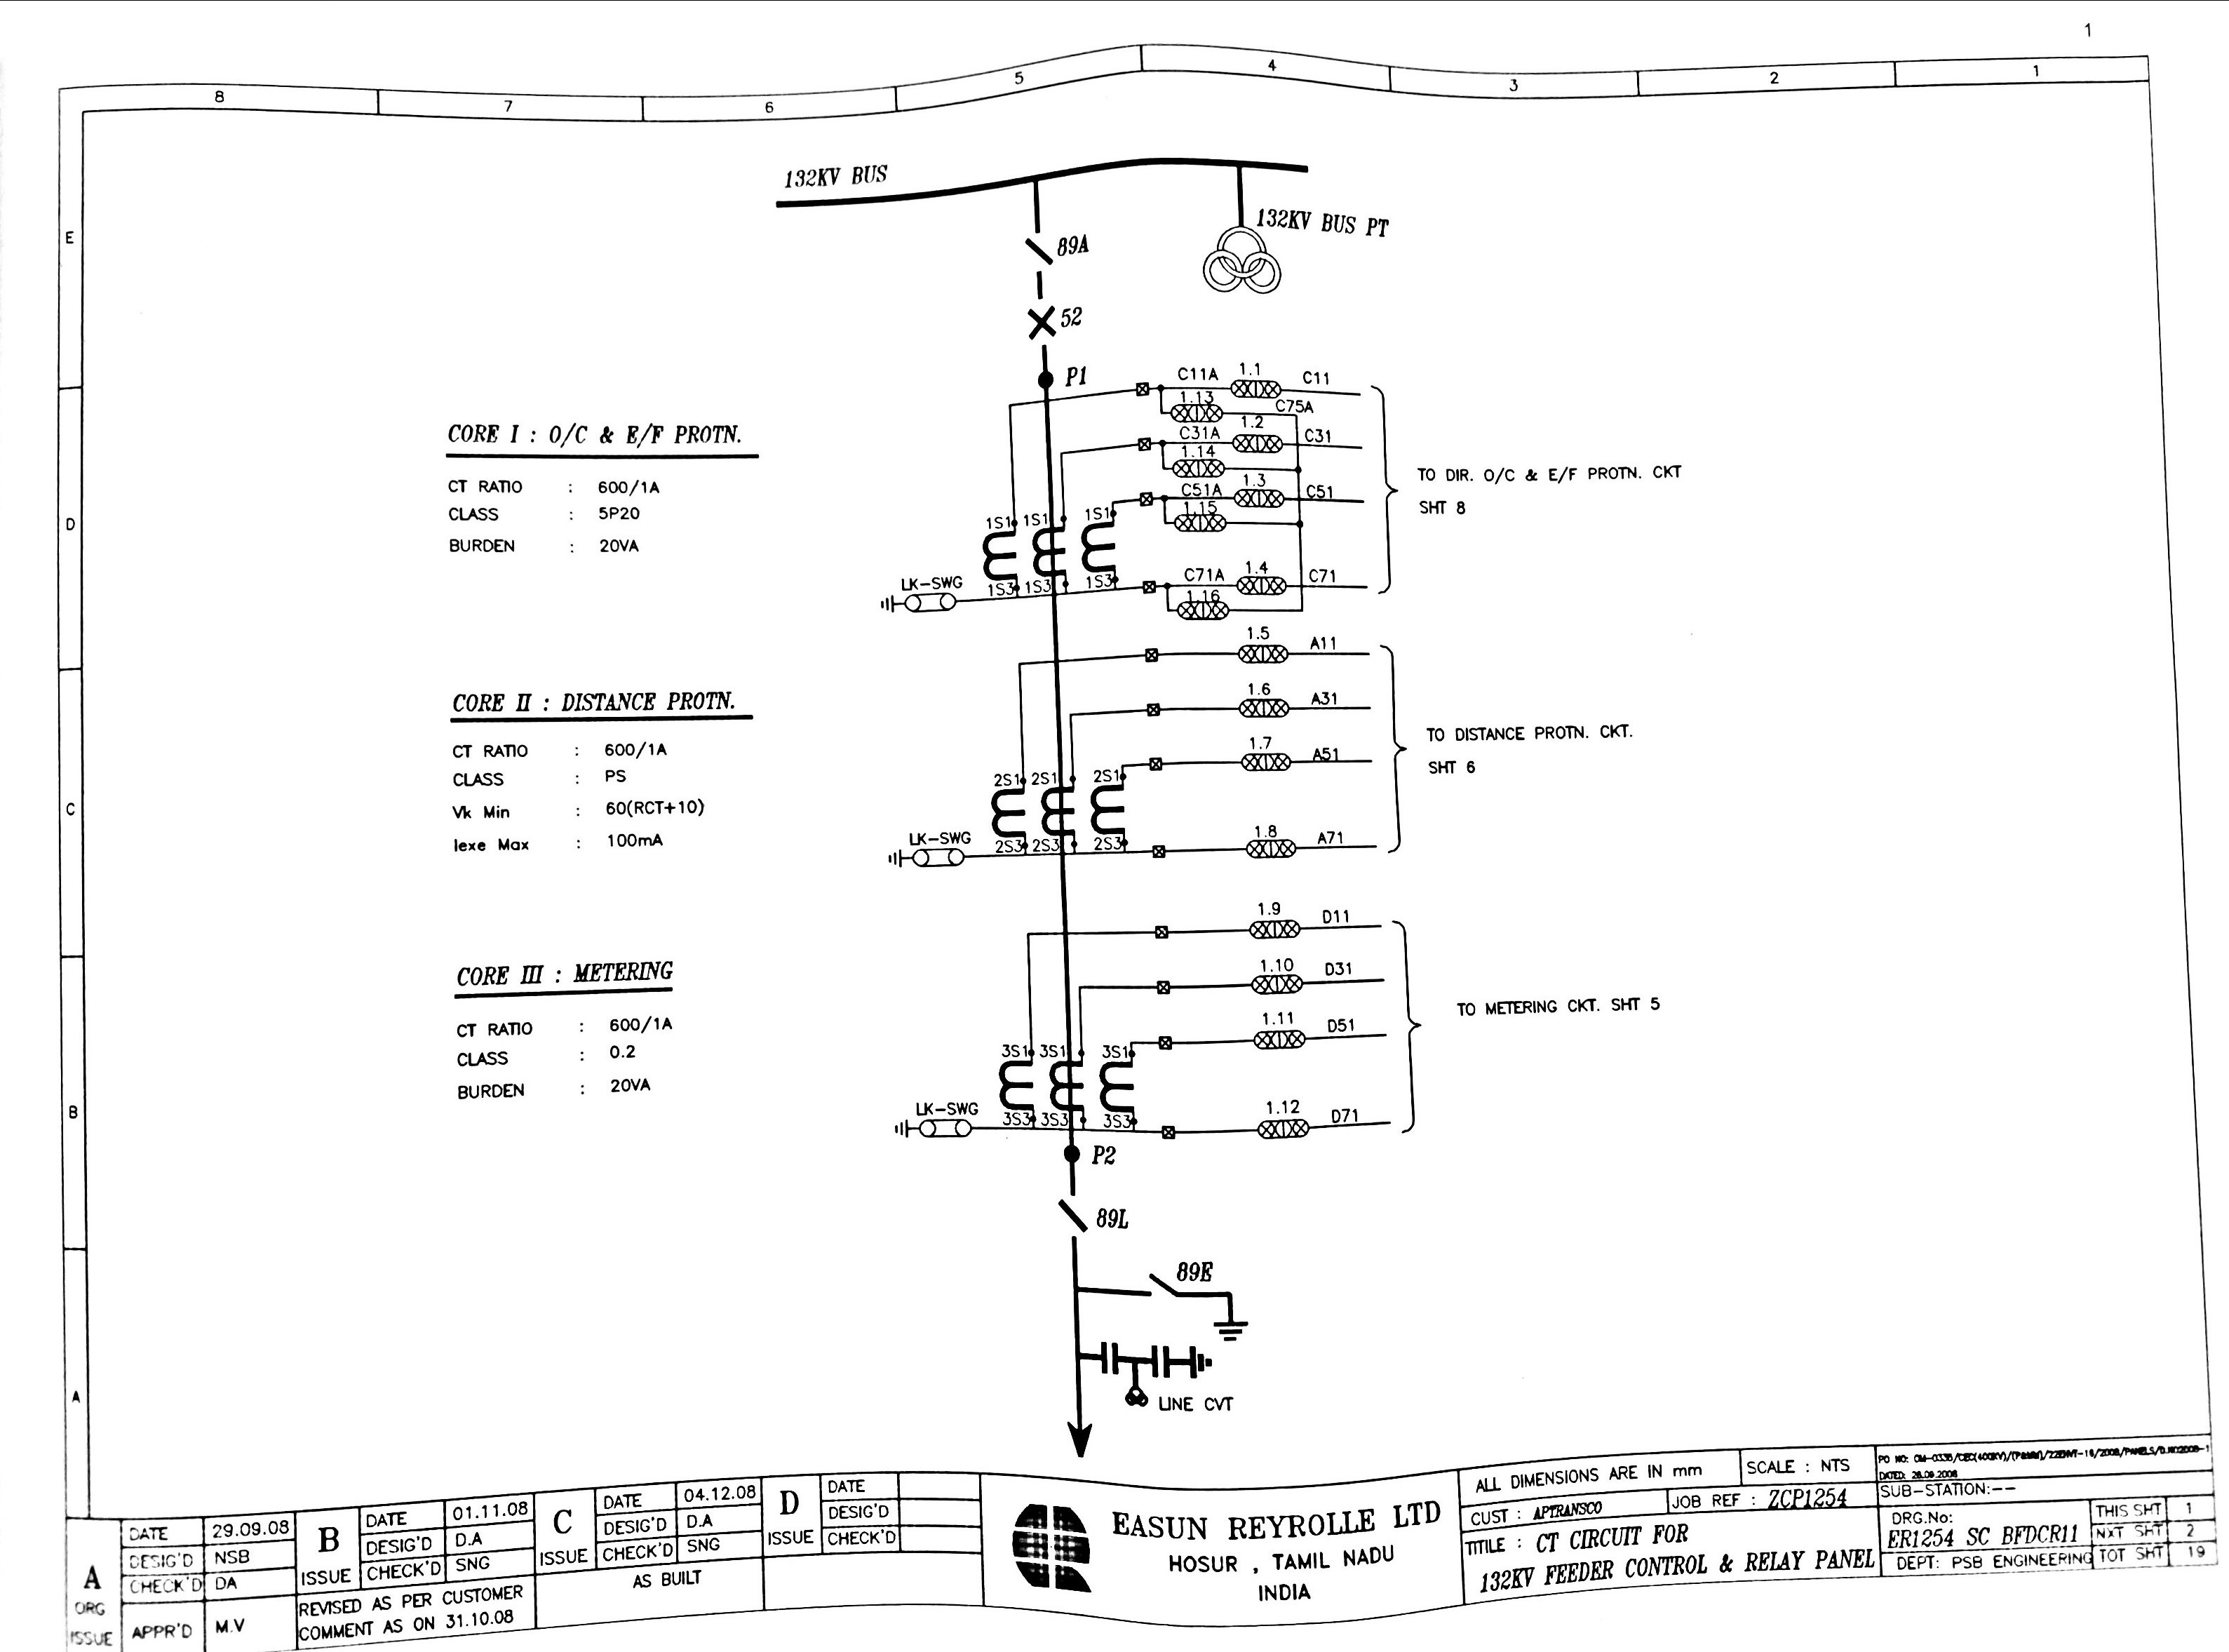 1
8 7 6 5 4 3 2 1
E
D
C
B
A
132KV BUS
132KV BUS PT
89A
52
P1
C11A 1.1 C11
1.13 C75A
C31A 1.2 C31
1.14
C51A 1.3 C51
1.15
1S1 1S1 1S1
C71A 1.4 C71
1.16
LK-SWG
1S3 1S3 1S3
TO DIR. O/C & E/F PROTN. CKT
SHT 8
CORE I : O/C & E/F PROTN.
CT RATIO : 600/1A
CLASS : 5P20
BURDEN : 20VA
1.5 A11
1.6 A31
1.7 A51
2S1 2S1 2S1
1.8 A71
LK-SWG
2S3 2S3 2S3
TO DISTANCE PROTN. CKT.
SHT 6
CORE II : DISTANCE PROTN.
CT RATIO : 600/1A
CLASS : PS
Vk Min : 60(RCT+10)
Iexe Max : 100mA
1.9 D11
1.10 D31
1.11 D51
3S1 3S1 3S1
1.12 D71
LK-SWG
3S3 3S3 3S3
TO METERING CKT. SHT 5
CORE III : METERING
CT RATIO : 600/1A
CLASS : 0.2
BURDEN : 20VA
P2
89L
89E
LINE CVT
A
ORG
ISSUE
DATE 29.09.08
DESIG'D NSB
CHECK'D DA
APPR'D M.V
B
ISSUE
DATE 01.11.08
DESIG'D D.A
CHECK'D SNG
REVISED AS PER CUSTOMER
COMMENT AS ON 31.10.08
C
ISSUE
DATE 04.12.08
DESIG'D D.A
CHECK'D SNG
AS BUILT
D
ISSUE
DATE
DESIG'D
CHECK'D
EASUN REYROLLE LTD
HOSUR , TAMIL NADU
INDIA
ALL DIMENSIONS ARE IN mm
SCALE : NTS
CUST : APTRANSCO
JOB REF : ZCP1254
TITILE : CT CIRCUIT FOR
132KV FEEDER CONTROL & RELAY PANEL
PO NO:
DATED: 26.09.2008
SUB-STATION:--
DRG.No:
ER1254 SC BFDCR11
DEPT: PSB ENGINEERING
THIS SHT 1
NXT SHT 2
TOT SHT 19